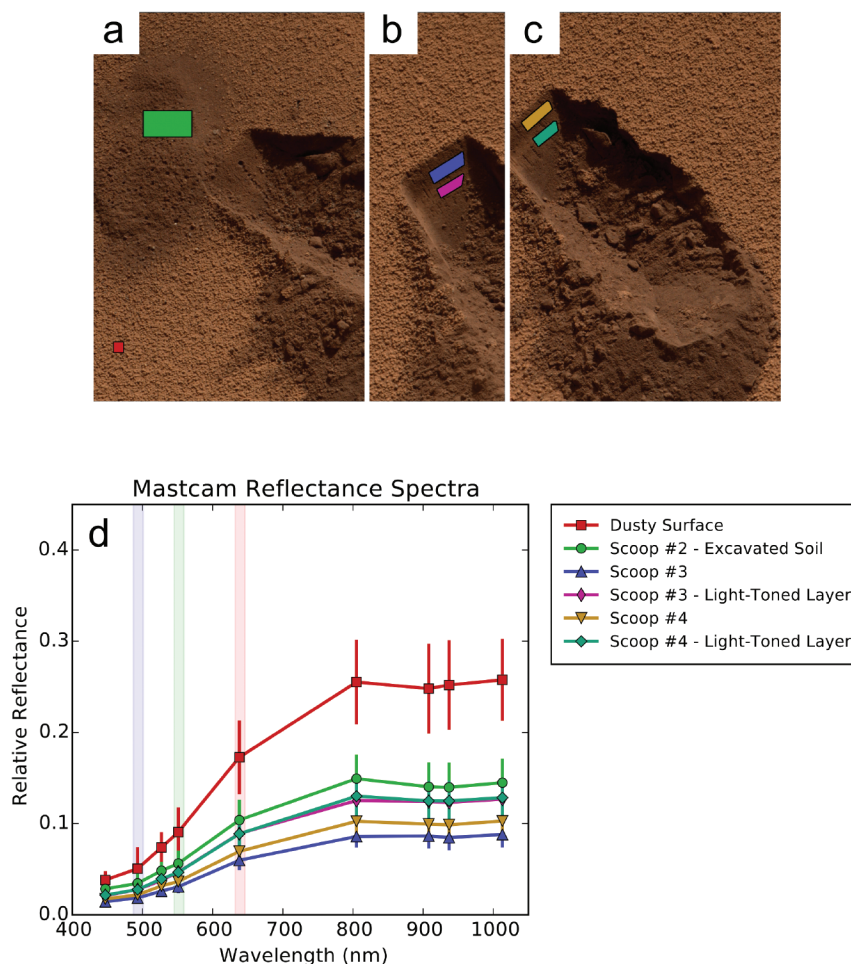 a
b
c
Mastcam Reflectance Spectra
d
Relative Reflectance
0.4
0.3
0.2
0.1
0.0
400 500 600 700 800 900 1000
Wavelength (nm)
Dusty Surface
Scoop #2 - Excavated Soil
Scoop #3
Scoop #3 - Light-Toned Layer
Scoop #4
Scoop #4 - Light-Toned Layer